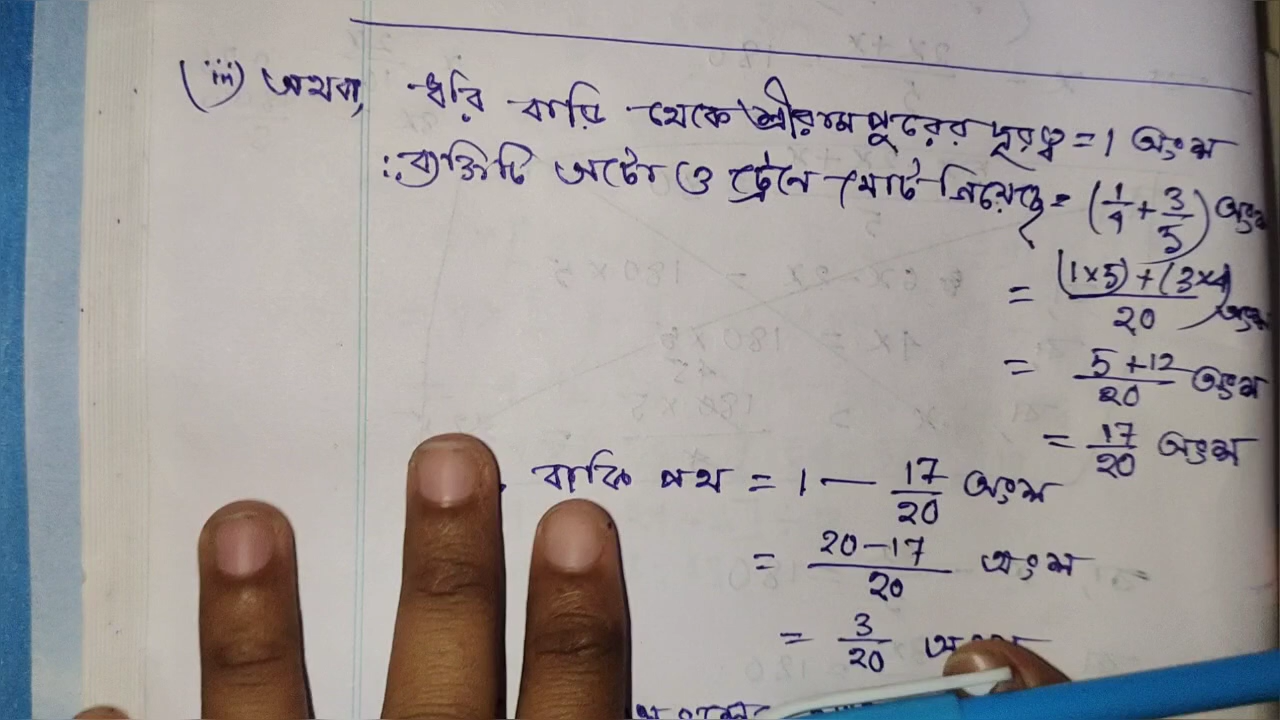 (iii) অথবা, ধরি বাড়ি থেকে শ্রীরামপুরের দূরত্ব = 1 অংশ
∴ ব্যক্তিটি অটো ও ট্রেনে মোট গিয়েছে = (1/4 + 3/5) অংশ
= (1×5) + (3×4) / 20 অংশ
= 5 + 12 / 20 অংশ
= 17/20 অংশ
বাকি পথ = 1 — 17/20 অংশ
= 20 – 17 / 20 অংশ
= 3/20 অংশ